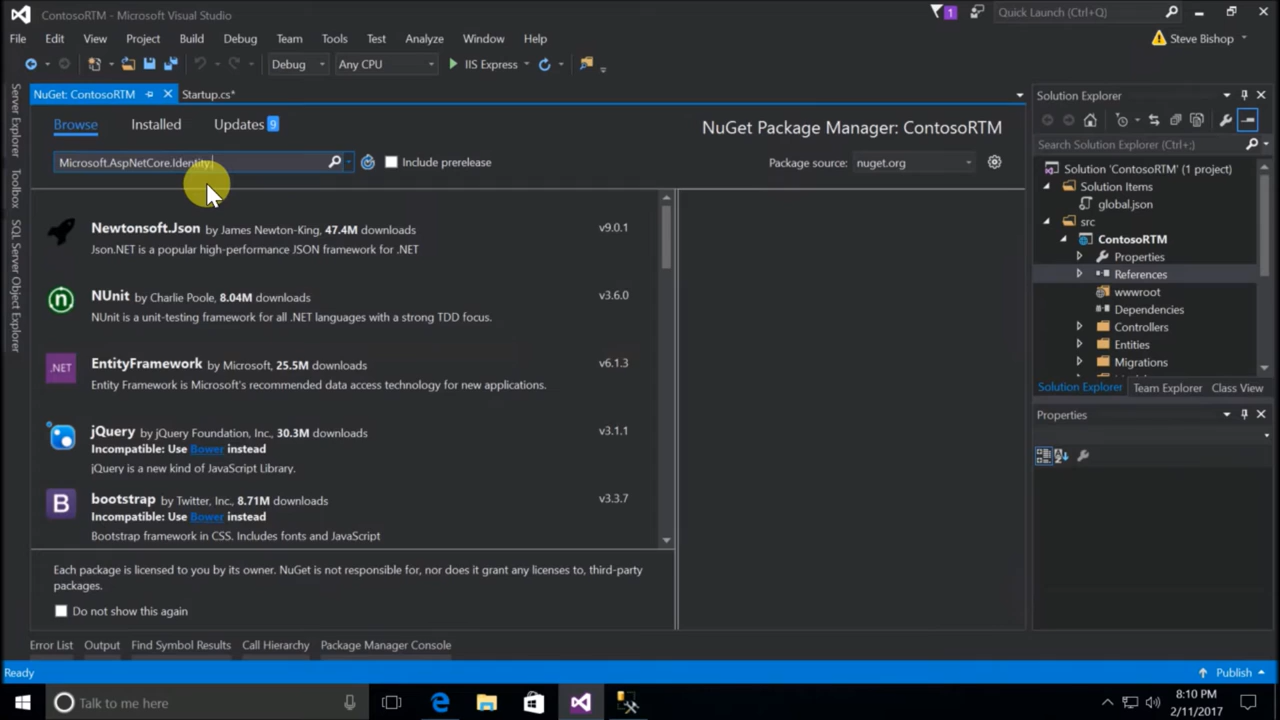 ContosoRTM - Microsoft Visual Studio
1
Quick Launch (Ctrl+Q)
File Edit View Project Build Debug Team Tools Test Analyze Window Help
Steve Bishop
Debug Any CPU IIS Express
Server Explorer
Toolbox
SQL Server Object Explorer
NuGet: ContosoRTM Startup.cs*
Browse Installed Updates 9
NuGet Package Manager: ContosoRTM
Microsoft.AspNetCore.Identity
Include prerelease
Package source: nuget.org
Newtonsoft.Json by James Newton-King, 47.4M downloads v9.0.1
Json.NET is a popular high-performance JSON framework for .NET
n
NUnit by Charlie Poole, 8.04M downloads v3.6.0
NUnit is a unit-testing framework for all .NET languages with a strong TDD focus.
.NET
EntityFramework by Microsoft, 25.5M downloads v6.1.3
Entity Framework is Microsoft's recommended data access technology for new applications.
jQuery by jQuery Foundation, Inc., 30.3M downloads v3.1.1
Incompatible: Use Bower instead
jQuery is a new kind of JavaScript Library.
B
bootstrap by Twitter, Inc., 8.71M downloads v3.3.7
Incompatible: Use Bower instead
Bootstrap framework in CSS. Includes fonts and JavaScript
Each package is licensed to you by its owner. NuGet is not responsible for, nor does it grant any licenses to, third-party
packages.
Do not show this again
Solution Explorer
Search Solution Explorer (Ctrl+;)
Solution 'ContosoRTM' (1 project)
Solution Items
global.json
src
ContosoRTM
Properties
References
wwwroot
Dependencies
Controllers
Entities
Migrations
Solution Explorer Team Explorer Class View
Properties
Error List Output Find Symbol Results Call Hierarchy Package Manager Console
Ready
Publish
Talk to me here
8:10 PM
2/11/2017